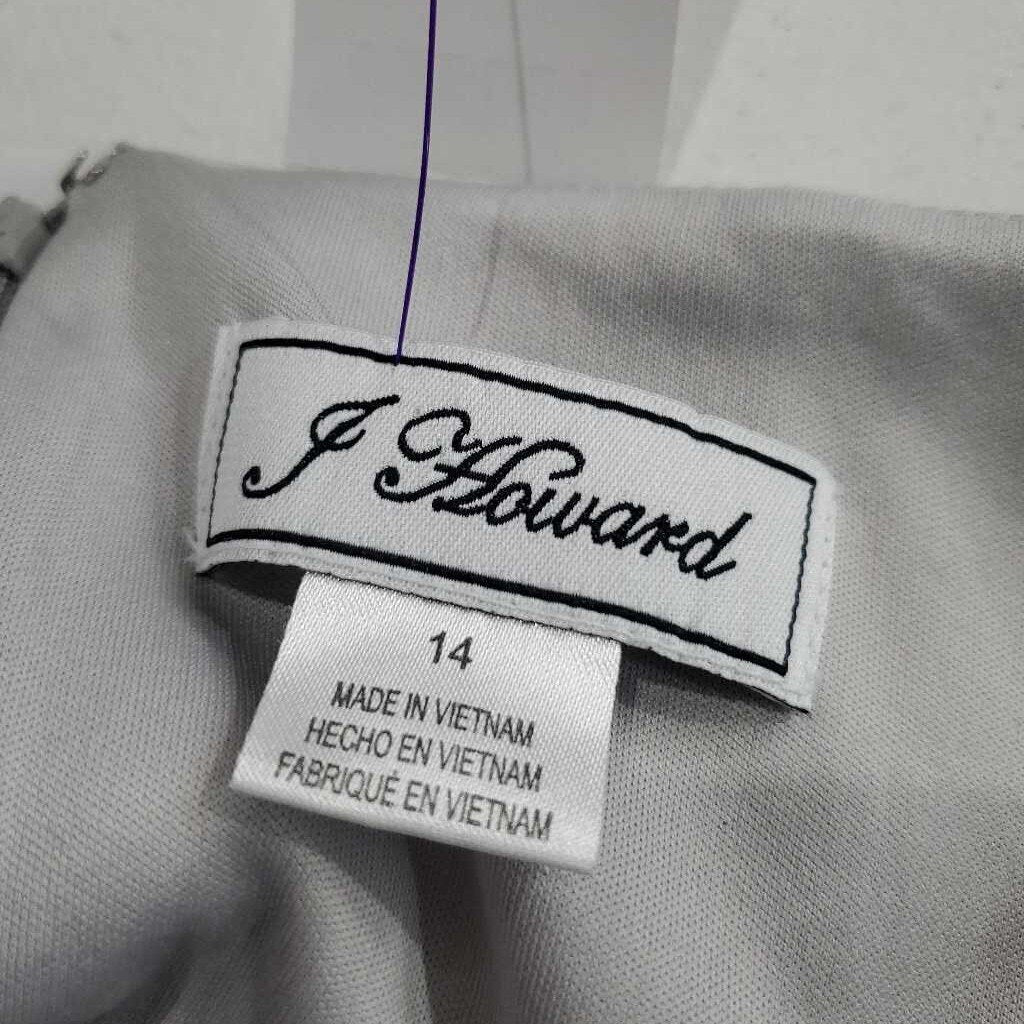 J Howard
14
MADE IN VIETNAM
HECHO EN VIETNAM
FABRIQUÉ EN VIETNAM